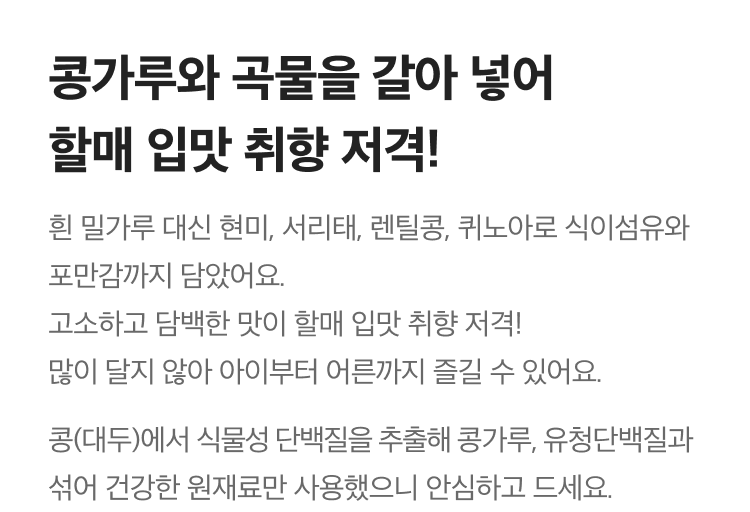 콩가루와 곡물을 갈아 넣어
할매 입맛 취향 저격!
흰 밀가루 대신 현미, 서리태, 렌틸콩, 퀴노아로 식이섬유와
포만감까지 담았어요.
고소하고 담백한 맛이 할매 입맛 취향 저격!
많이 달지 않아 아이부터 어른까지 즐길 수 있어요.
콩(대두)에서 식물성 단백질을 추출해 콩가루, 유청단백질과
섞어 건강한 원재료만 사용했으니 안심하고 드세요.